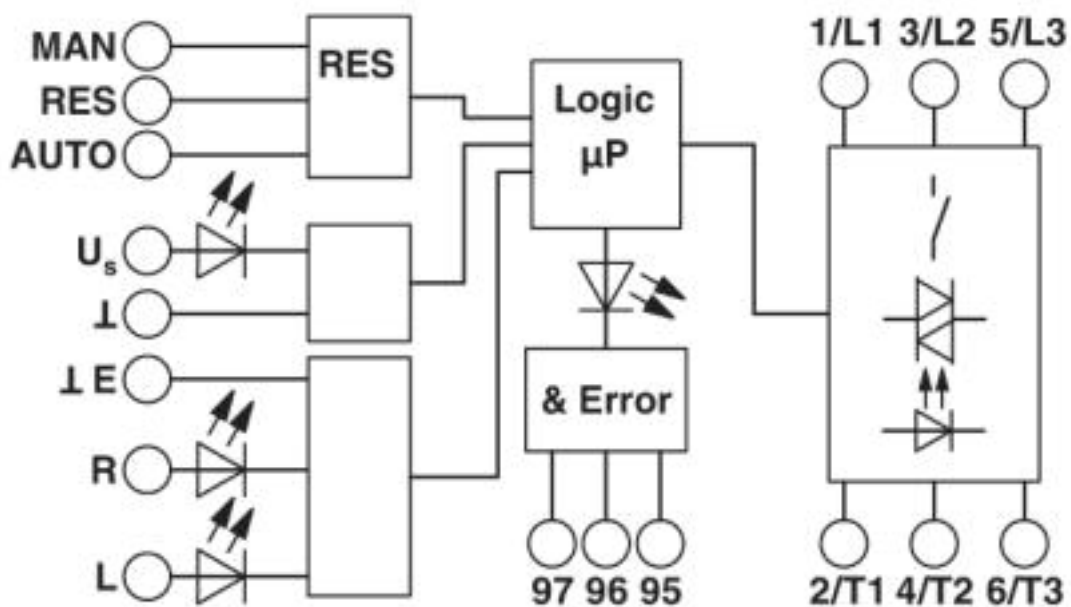 MAN
RES
AUTO
RES
U_s
⊥
⊥ E
R
L
Logic
µP
& Error
97 96 95
1/L1 3/L2 5/L3
2/T1 4/T2 6/T3